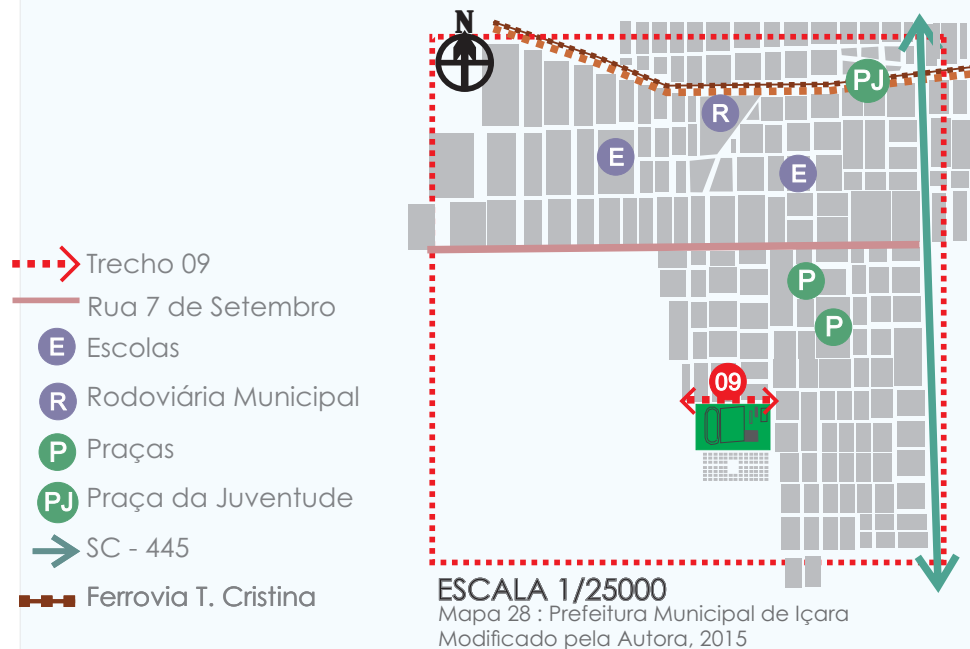 N
PJ
R
E
E
P
P
09
Trecho 09
Rua 7 de Setembro
E Escolas
R Rodoviária Municipal
P Praças
PJ Praça da Juventude
SC - 445
Ferrovia T. Cristina
ESCALA 1/25000
Mapa 28 : Prefeitura Municipal de Içara
Modificado pela Autora, 2015